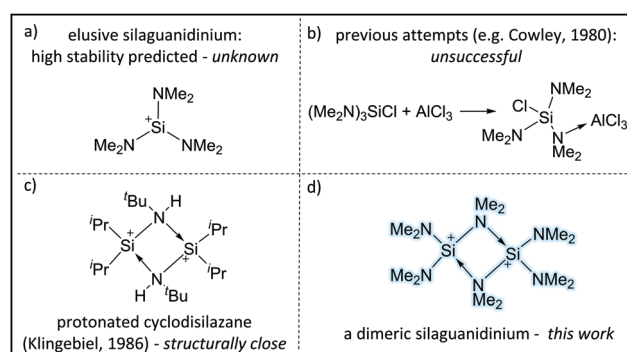 a) elusive silaguanidinium:
high stability predicted - unknown
NMe₂
+
Si
Me₂N NMe₂
b) previous attempts (e.g. Cowley, 1980):
unsuccessful
(Me₂N)₃SiCl + AlCl₃
NMe₂
Cl
Si
Me₂N N AlCl₃
Me₂
c)
ᵗBu H
N
ⁱPr ⁱPr
+
Si Si
+
ⁱPr ⁱPr
N
H ᵗBu
protonated cyclodisilazane
(Klingebiel, 1986) - structurally close
d)
Me₂
N
Me₂N NMe₂
+
Si Si
+
Me₂N NMe₂
N
Me₂
a dimeric silaguanidinium - this work